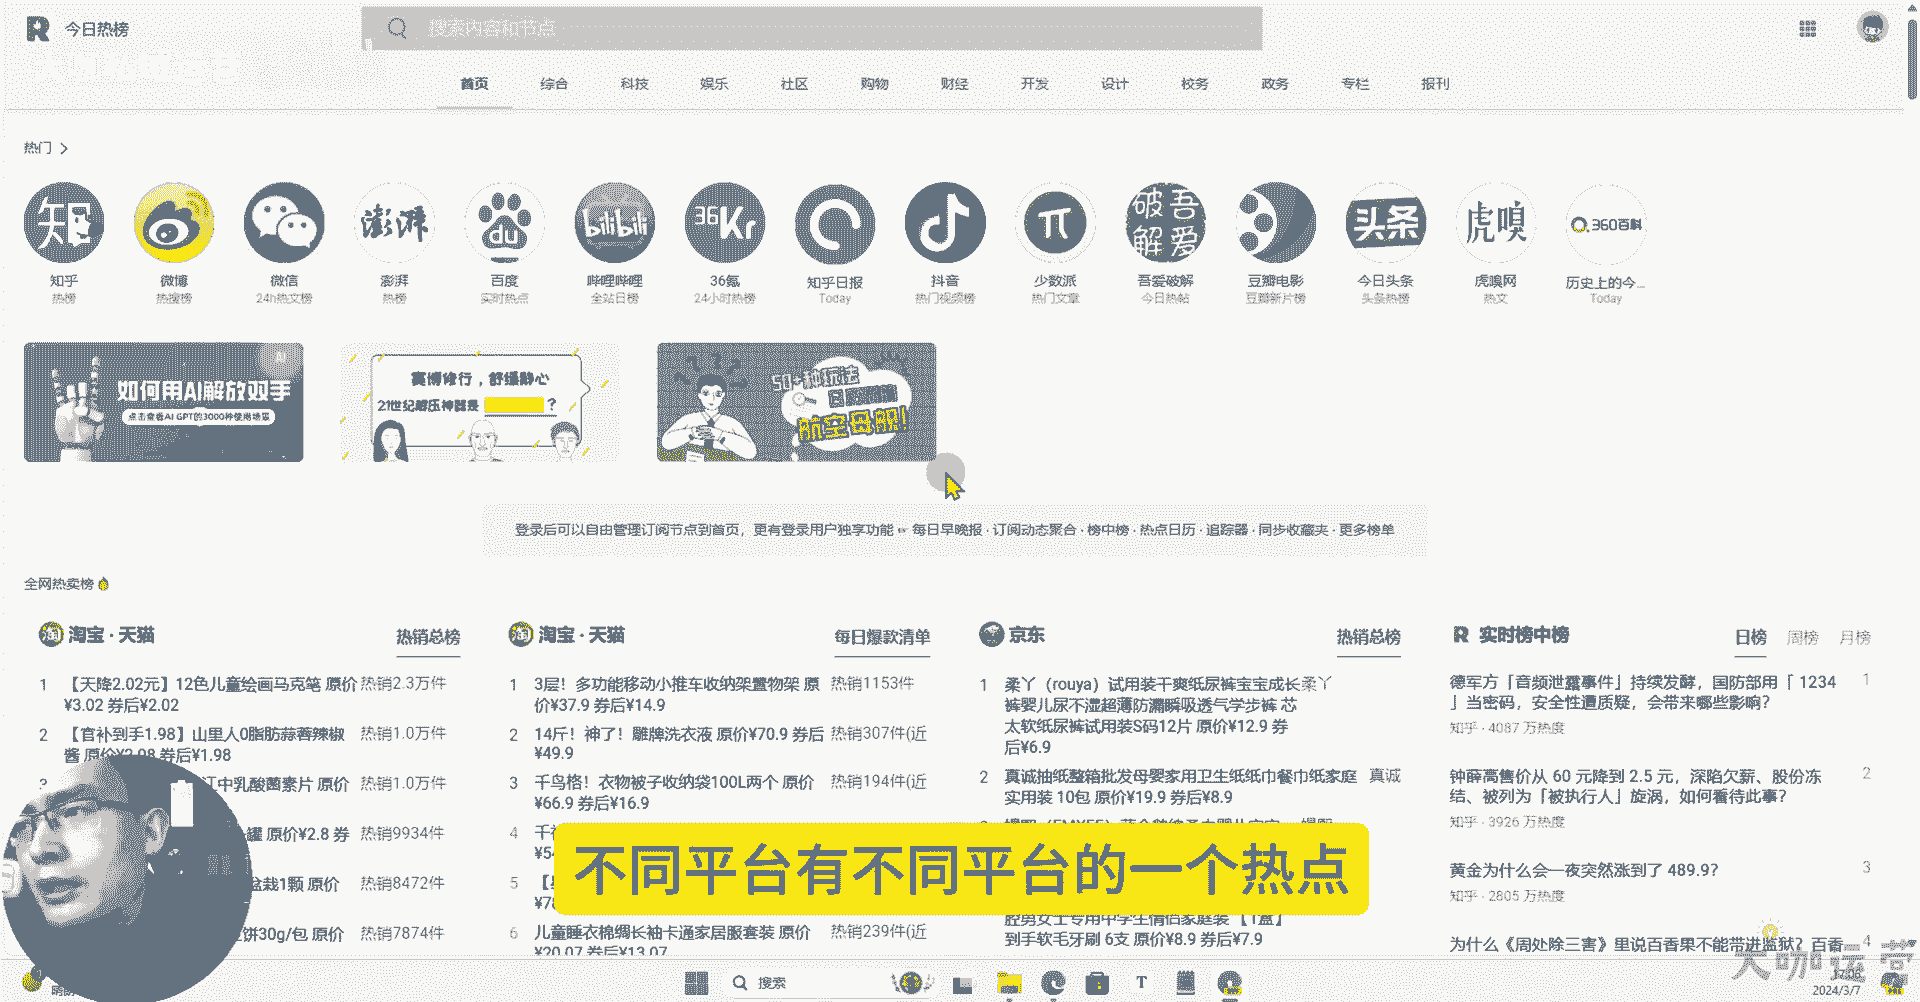 今日热榜
搜索内容和节点
首页 综合 科技 娱乐 社区 购物 财经 开发 设计 校务 政务 专栏 报刊
热门
知
澎湃
du
bilibili
36Kr
π
吾爱破解
头条
虎嗅
360百科
知乎 微博 微信 澎湃 百度 哔哩哔哩 36氪 知乎日报 抖音 少数派 吾爱破解 豆瓣电影 今日头条 虎嗅网 历史上的今...
热榜 热搜榜 24h热文榜 热榜 实时热点 全站日榜 24小时热榜 Today 热门视频榜 热门文章 今日热帖 豆瓣新片榜 头条热榜 热文 Today
AI
如何用AI解放双手
点击查看AI GPT的3000种使用场景
赛博修行，舒缓静心
21世纪解压神器是 ？
50+种玩法
航空母舰!
登录后可以自由管理订阅节点到首页，更有登录用户独享功能 每日早晚报 · 订阅动态聚合 · 榜中榜 · 热点日历 · 追踪器 · 同步收藏夹 · 更多榜单
全网热卖榜
淘宝 · 天猫 热销总榜
1 【天降2.02元】12色儿童绘画马克笔 原价 热销2.3万件
¥3.02 券后¥2.02
2 【官补到手1.98】山里人0脂肪蒜蓉辣椒 热销1.0万件
酱 原价¥3.98 券后¥1.98
3 江中乳酸菌素片 原价 热销1.0万件
罐 原价¥2.8 券 热销9934件
盆栽1颗 原价 热销8472件
饼30g/包 原价 热销7874件
淘宝 · 天猫 每日爆款清单
1 3层！多功能移动小推车收纳架置物架 原 热销1153件
价¥37.9 券后¥14.9
2 14斤！神了！雕牌洗衣液 原价¥70.9 券后 热销307件(近
¥49.9
3 千鸟格！衣物被子收纳袋100L两个 原价 热销194件(近
¥66.9 券后¥16.9
4 千
¥54
5
¥78
6 儿童睡衣棉绸长袖卡通家居服套装 原价 热销239件(近
¥20.07 券后¥13.07
京东 热销总榜
1 柔丫（rouya）试用装干爽纸尿裤宝宝成长 柔丫
裤婴儿尿不湿超薄防漏瞬吸透气学步裤 芯
太软纸尿裤试用装S码12片 原价¥12.9 券
后¥6.9
2 真诚抽纸整箱批发母婴家用卫生纸纸巾餐巾纸家庭 真诚
实用装 10包 原价¥19.9 券后¥8.9
腔男女士专用中学生情侣家庭装 【1盒】
到手软毛牙刷 6支 原价¥8.9 券后¥7.9
实时榜中榜 日榜 周榜 月榜
德军方「音频泄露事件」持续发酵，国防部用「 1234 1
」当密码，安全性遭质疑，会带来哪些影响？
知乎 · 4087 万热度
钟薛高售价从 60 元降到 2.5 元，深陷欠薪、股份冻 2
结、被列为「被执行人」旋涡，如何看待此事？
知乎 · 3926 万热度
黄金为什么会一夜突然涨到了 489.9？ 3
知乎 · 2805 万热度
为什么《周处除三害》里说百香果不能带进监狱？百香 4
不同平台有不同平台的一个热点
大咖运营
搜索
T
17:06
2024/3/7